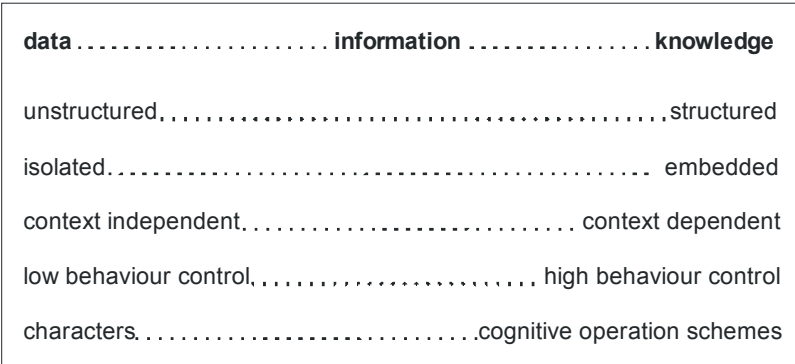 data ........................ information ................... knowledge
unstructured ........................................ structured
isolated ........................................ embedded
context independent .............................. context dependent
low behaviour control .......................... high behaviour control
characters .............................. cognitive operation schemes